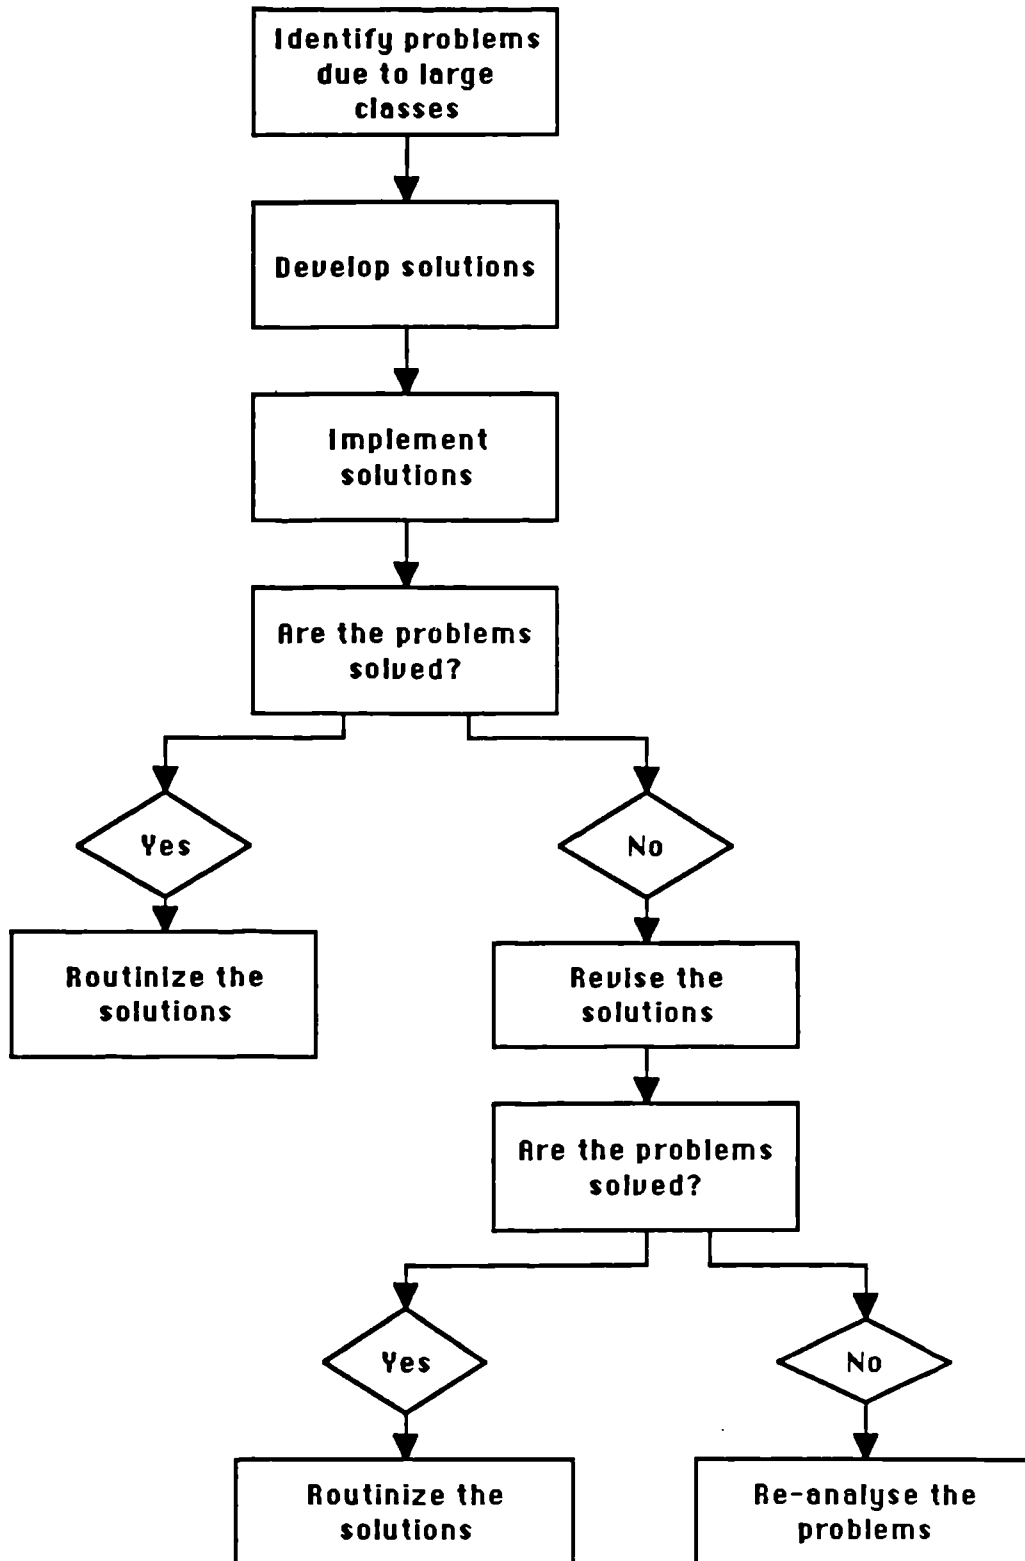 Identify problems
due to large
classes
Develop solutions
Implement
solutions
Are the problems
solved?
Yes
No
Routinize the
solutions
Revise the
solutions
Are the problems
solved?
Yes
No
Routinize the
solutions
Re-analyse the
problems